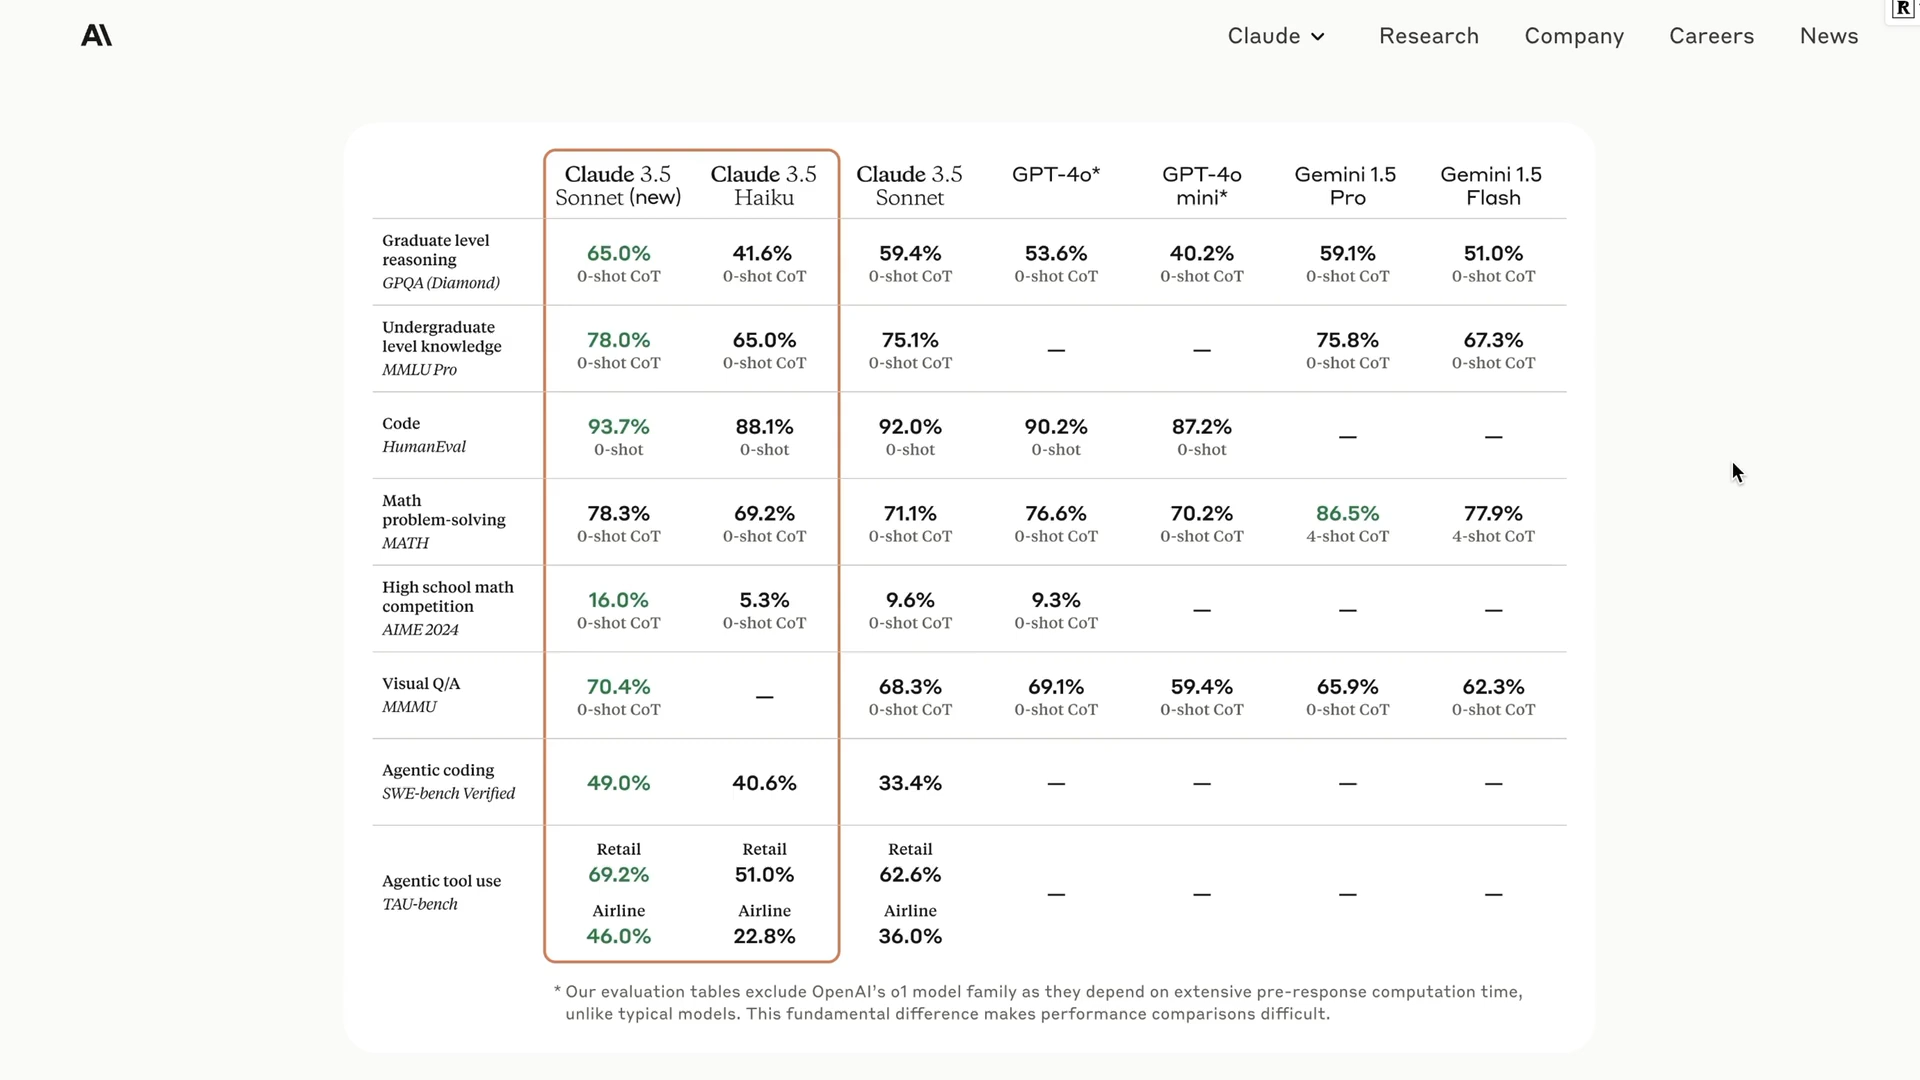 A\
Claude
Research
Company
Careers
News
R
Claude 3.5 Sonnet (new)
Claude 3.5 Haiku
Claude 3.5 Sonnet
GPT-4o*
GPT-4o mini*
Gemini 1.5 Pro
Gemini 1.5 Flash
Graduate level
reasoning
GPQA (Diamond)
65.0% 41.6% 59.4% 53.6% 40.2% 59.1% 51.0%
0-shot CoT 0-shot CoT 0-shot CoT 0-shot CoT 0-shot CoT 0-shot CoT 0-shot CoT
Undergraduate
level knowledge
MMLU Pro
78.0% 65.0% 75.1% — — 75.8% 67.3%
0-shot CoT 0-shot CoT 0-shot CoT 0-shot CoT 0-shot CoT
Code
HumanEval
93.7% 88.1% 92.0% 90.2% 87.2% — —
0-shot 0-shot 0-shot 0-shot 0-shot
Math
problem-solving
MATH
78.3% 69.2% 71.1% 76.6% 70.2% 86.5% 77.9%
0-shot CoT 0-shot CoT 0-shot CoT 0-shot CoT 0-shot CoT 4-shot CoT 4-shot CoT
High school math
competition
AIME 2024
16.0% 5.3% 9.6% 9.3% — — —
0-shot CoT 0-shot CoT 0-shot CoT 0-shot CoT
Visual Q/A
MMMU
70.4% — 68.3% 69.1% 59.4% 65.9% 62.3%
0-shot CoT 0-shot CoT 0-shot CoT 0-shot CoT 0-shot CoT 0-shot CoT
Agentic coding
SWE-bench Verified
49.0% 40.6% 33.4% — — — —
Agentic tool use
TAU-bench
Retail Retail Retail
69.2% 51.0% 62.6% — — — —
Airline Airline Airline
46.0% 22.8% 36.0%
* Our evaluation tables exclude OpenAI's o1 model family as they depend on extensive pre-response computation time,
unlike typical models. This fundamental difference makes performance comparisons difficult.